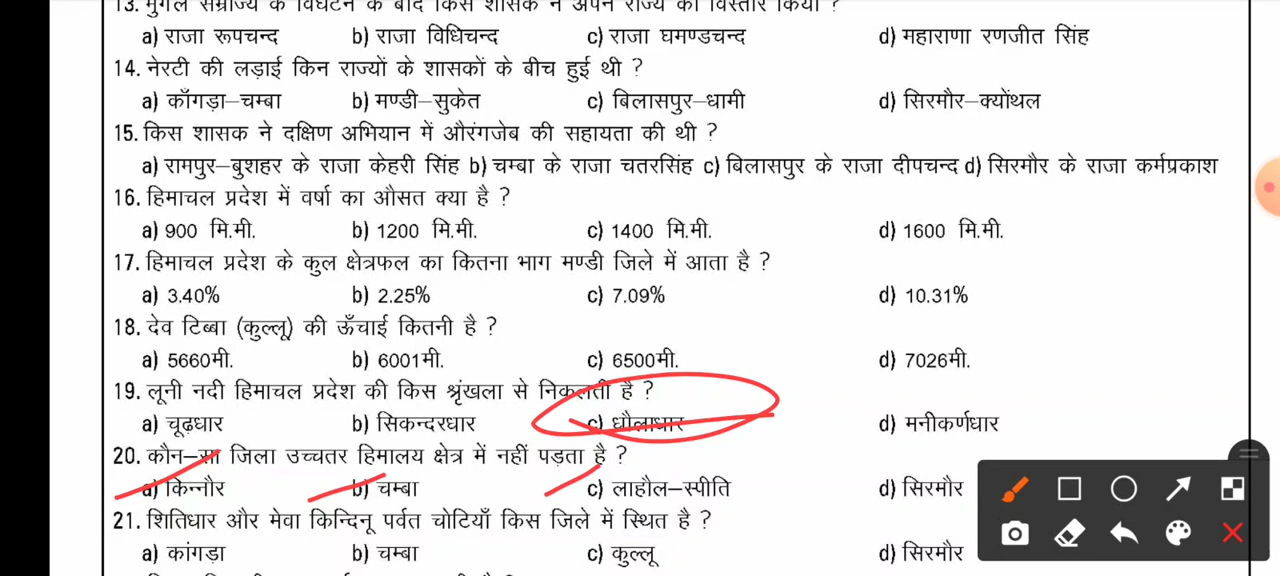 13. मुगल सम्राज्य के विघटन के बाद किस शासक ने अपने राज्य का विस्तार किया ?
a) राजा रूपचन्द b) राजा विधिचन्द c) राजा घमण्डचन्द d) महाराणा रणजीत सिंह
14. नेरटी की लड़ाई किन राज्यों के शासकों के बीच हुई थी ?
a) काँगड़ा–चम्बा b) मण्डी–सुकेत c) बिलासपुर–धामी d) सिरमौर–क्योंथल
15. किस शासक ने दक्षिण अभियान में औरंगजेब की सहायता की थी ?
a) रामपुर–बुशहर के राजा केहरी सिंह b) चम्बा के राजा चतरसिंह c) बिलासपुर के राजा दीपचन्द d) सिरमौर के राजा कर्मप्रकाश
16. हिमाचल प्रदेश में वर्षा का औसत क्या है ?
a) 900 मि.मी. b) 1200 मि.मी. c) 1400 मि.मी. d) 1600 मि.मी.
17. हिमाचल प्रदेश के कुल क्षेत्रफल का कितना भाग मण्डी जिले में आता है ?
a) 3.40% b) 2.25% c) 7.09% d) 10.31%
18. देव टिब्बा (कुल्लू) की ऊँचाई कितनी है ?
a) 5660मी. b) 6001मी. c) 6500मी. d) 7026मी.
19. लूनी नदी हिमाचल प्रदेश की किस श्रृंखला से निकलती है ?
a) चूढ़धार b) सिकन्दरधार c) धौलाधार d) मनीकर्णधार
20. कौन–सा जिला उच्चतर हिमालय क्षेत्र में नहीं पड़ता है ?
a) किन्नौर b) चम्बा c) लाहौल–स्पीति d) सिरमौर
21. शितिधार और मेवा किन्दिनू पर्वत चोटियाँ किस जिले में स्थित है ?
a) कांगड़ा b) चम्बा c) कुल्लू d) सिरमौर